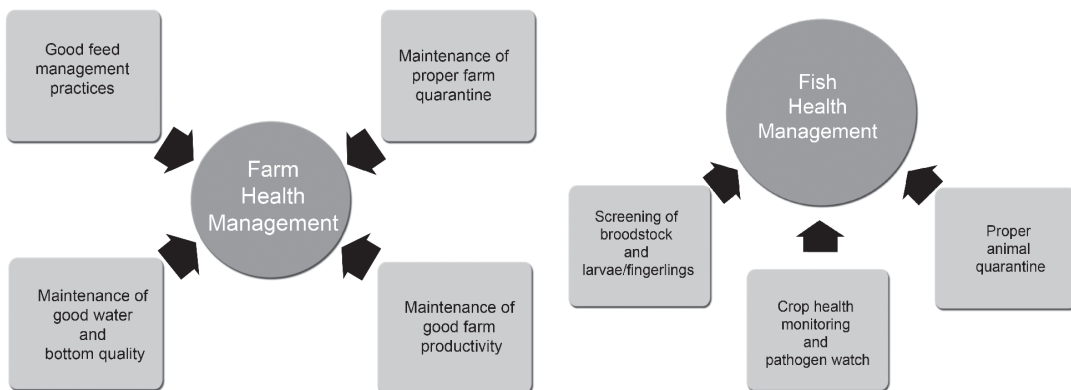 Good feed
management
practices
Maintenance of
proper farm
quarantine
Farm
Health
Management
Maintenance of
good water
and
bottom quality
Maintenance of
good farm
productivity
Fish
Health
Management
Screening of
broodstock
and
larvae/fingerlings
Crop health
monitoring
and
pathogen watch
Proper
animal
quarantine